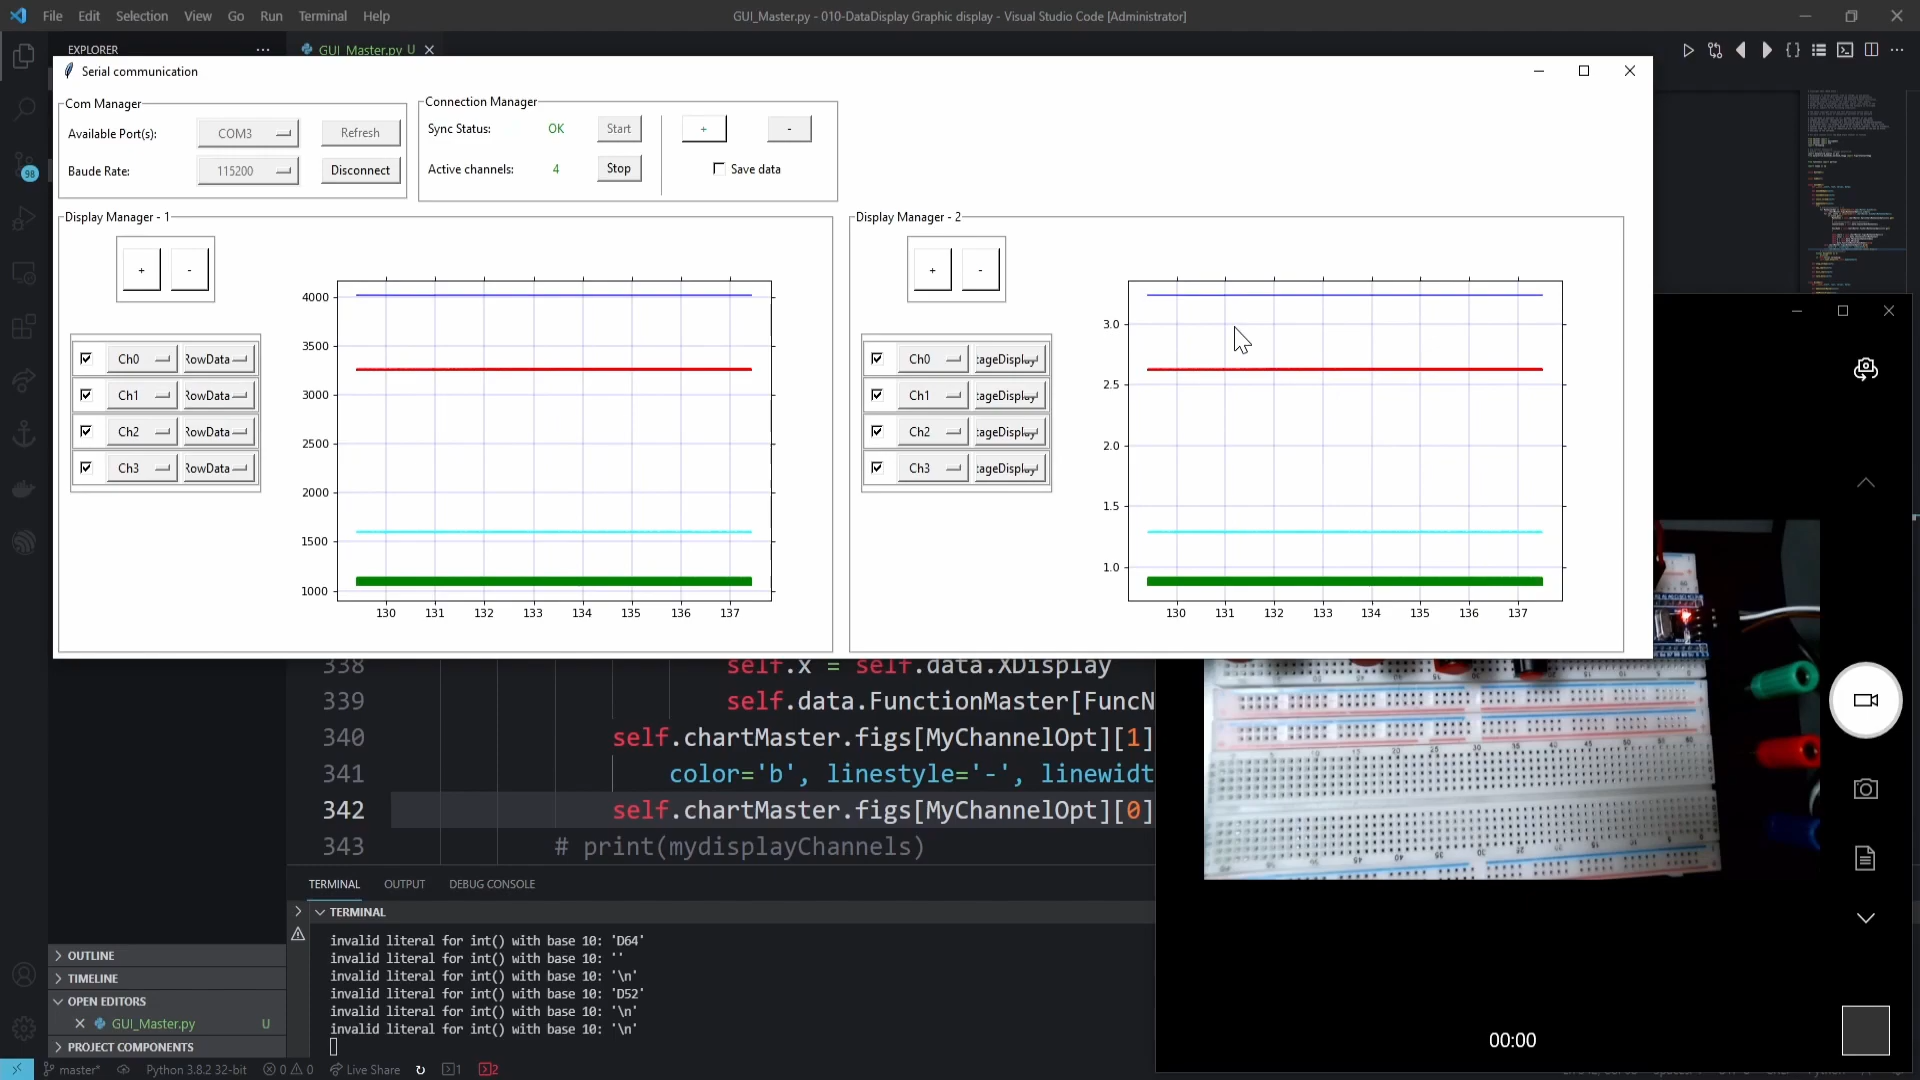 File Edit Selection View Go Run Terminal Help
GUI_Master.py - 010-DataDisplay Graphic display - Visual Studio Code [Administrator]
EXPLORER
GUI_Master.py U
Serial communication
Com Manager
Available Port(s): COM3 Refresh
Baude Rate: 115200 Disconnect
Connection Manager
Sync Status: OK Start + -
Active channels: 4 Stop Save data
Display Manager - 1
+ -
Ch0 RowData
Ch1 RowData
Ch2 RowData
Ch3 RowData
4000
3500
3000
2500
2000
1500
1000
130 131 132 133 134 135 136 137
Display Manager - 2
+ -
Ch0 tageDisplay
Ch1 tageDisplay
Ch2 tageDisplay
Ch3 tageDisplay
3.0
2.5
2.0
1.5
1.0
130 131 132 133 134 135 136 137
98
338 self.x = self.data.XDisplay
339 self.data.FunctionMaster[FuncN
340 self.chartMaster.figs[MyChannelOpt][1]
341 color='b', linestyle='-', linewidt
342 self.chartMaster.figs[MyChannelOpt][0]
343 # print(mydisplayChannels)
TERMINAL OUTPUT DEBUG CONSOLE
TERMINAL
invalid literal for int() with base 10: 'D64'
invalid literal for int() with base 10: ''
invalid literal for int() with base 10: '\n'
invalid literal for int() with base 10: 'D52'
invalid literal for int() with base 10: '\n'
invalid literal for int() with base 10: '\n'
OUTLINE
TIMELINE
OPEN EDITORS
GUI_Master.py U
PROJECT COMPONENTS
00:00
master* Python 3.8.2 32-bit 0 0 Live Share 1 2